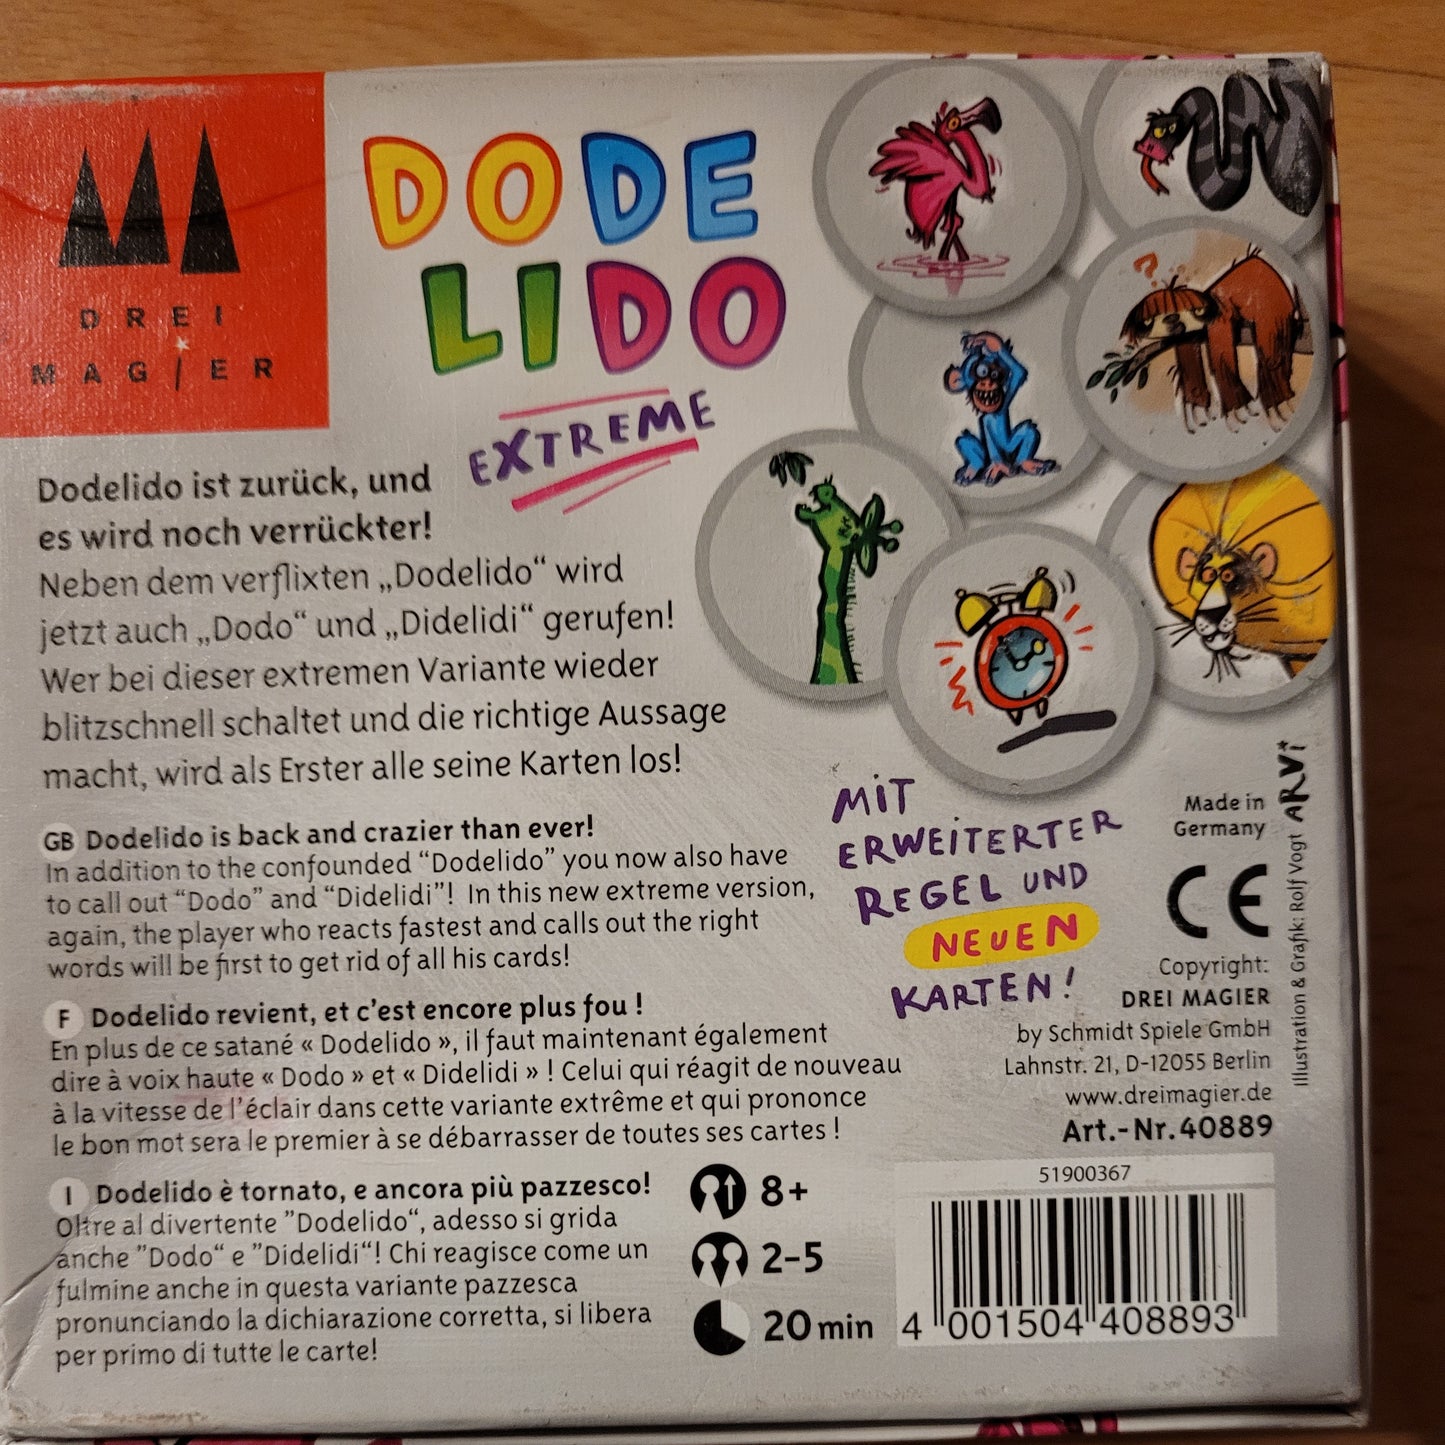 DREI
MAGIER
DODE
LIDO
EXTREME
Dodelido ist zurück, und
es wird noch verrückter!
Neben dem verflixten „Dodelido“ wird
jetzt auch „Dodo“ und „Didelidi“ gerufen!
Wer bei dieser extremen Variante wieder
blitzschnell schaltet und die richtige Aussage
macht, wird als Erster alle seine Karten los!
GB Dodelido is back and crazier than ever!
In addition to the confounded “Dodelido” you now also have
to call out “Dodo” and “Didelidi”! In this new extreme version,
again, the player who reacts fastest and calls out the right
words will be first to get rid of all his cards!
F Dodelido revient, et c’est encore plus fou !
En plus de ce satané « Dodelido », il faut maintenant également
dire à voix haute « Dodo » et « Didelidi » ! Celui qui réagit de nouveau
à la vitesse de l’éclair dans cette variante extrême et qui prononce
le bon mot sera le premier à se débarrasser de toutes ses cartes !
I Dodelido è tornato, e ancora più pazzesco!
Oltre al divertente ”Dodelido“, adesso si grida
anche ”Dodo“ e ”Didelidi“! Chi reagisce come un
fulmine anche in questa variante pazzesca
pronunciando la dichiarazione corretta, si libera
per primo di tutte le carte!
8+
2–5
20 min
?
MIT
ERWEITERTER
REGEL UND
NEUEN
KARTEN!
Made in
Germany
CE
Copyright:
DREI MAGIER
by Schmidt Spiele GmbH
Lahnstr. 21, D-12055 Berlin
www.dreimagier.de
Art.-Nr. 40889
Illustration & Grafik: Rolf Vogt ARVi
51900367
4 001504 408893